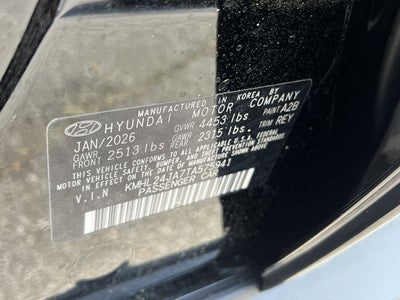 MANUFACTURED IN KOREA BY
HYUNDAI MOTOR COMPANY
JAN/2026 GVWR 4453 lbs PAINT A2B
GAWR FRONT 2513 lbs GAWR REAR 2315 lbs TRIM REY
THIS VEHICLE CONFORMS TO ALL APPLICABLE U.S. FEDERAL
MOTOR VEHICLE SAFETY, BUMPER, AND THEFT PREVENTION STANDARDS
IN EFFECT ON THE DATE OF MANUFACTURE SHOWN ABOVE.
V.I.N KMHL24JA7TA575941
PASSENGER CAR